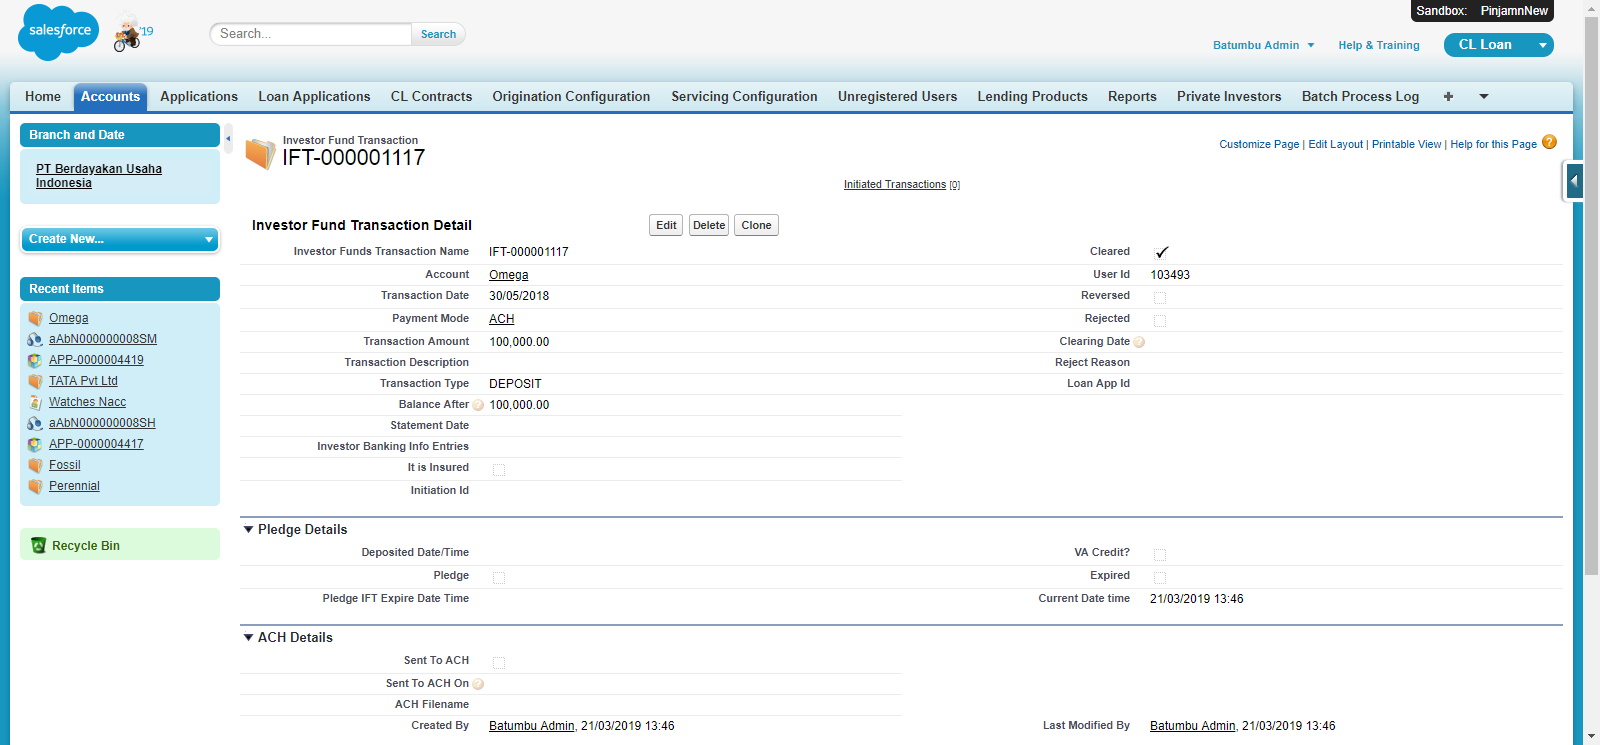 Sandbox: PinjamnNew
salesforce
'19
Search...
Search
Batumbu Admin
Help & Training
CL Loan
Home Accounts Applications Loan Applications CL Contracts Origination Configuration Servicing Configuration Unregistered Users Lending Products Reports Private Investors Batch Process Log +
Branch and Date
PT Berdayakan Usaha
Indonesia
Create New...
Recent Items
Omega
aAbN000000008SM
APP-0000004419
TATA Pvt Ltd
Watches Nacc
aAbN000000008SH
APP-0000004417
Fossil
Perennial
Recycle Bin
Investor Fund Transaction
IFT-000001117
Customize Page | Edit Layout | Printable View | Help for this Page ?
Initiated Transactions [0]
Investor Fund Transaction Detail
Edit Delete Clone
Investor Funds Transaction Name IFT-000001117 Cleared
Account Omega User Id 103493
Transaction Date 30/05/2018 Reversed
Payment Mode ACH Rejected
Transaction Amount 100,000.00 Clearing Date ?
Transaction Description Reject Reason
Transaction Type DEPOSIT Loan App Id
Balance After ? 100,000.00
Statement Date
Investor Banking Info Entries
It is Insured
Initiation Id
Pledge Details
Deposited Date/Time VA Credit?
Pledge Expired
Pledge IFT Expire Date Time Current Date time 21/03/2019 13:46
ACH Details
Sent To ACH
Sent To ACH On ?
ACH Filename
Created By Batumbu Admin, 21/03/2019 13:46 Last Modified By Batumbu Admin, 21/03/2019 13:46